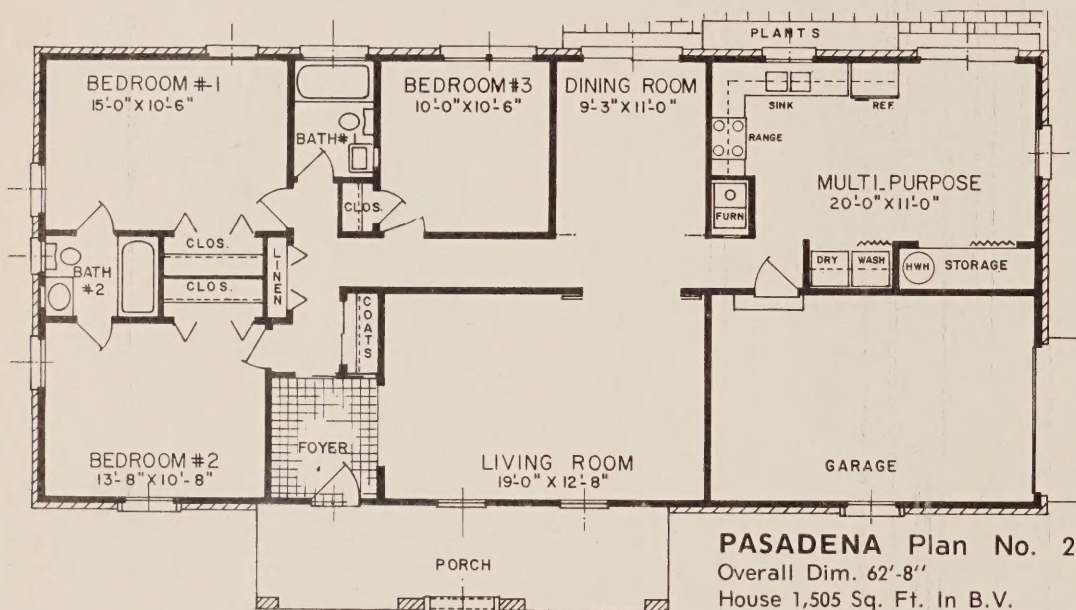 PLANTS
BEDROOM #1
15'-0" X 10'-6"
BATH #1
BEDROOM #3
10'-0" X 10'-6"
DINING ROOM
9'-3" X 11'-0"
SINK
REF.
RANGE
MULTI-PURPOSE
20'-0" X 11'-0"
FURN
CLOS.
CLOS.
CLOS.
LINEN
BATH
#2
DRY
WASH
HWH
STORAGE
COATS
BEDROOM #2
13'-8" X 10'-8"
FOYER
LIVING ROOM
19'-0" X 12'-8"
GARAGE
PORCH
PASADENA Plan No. 2
Overall Dim. 62'-8''
House 1,505 Sq. Ft. In B.V.